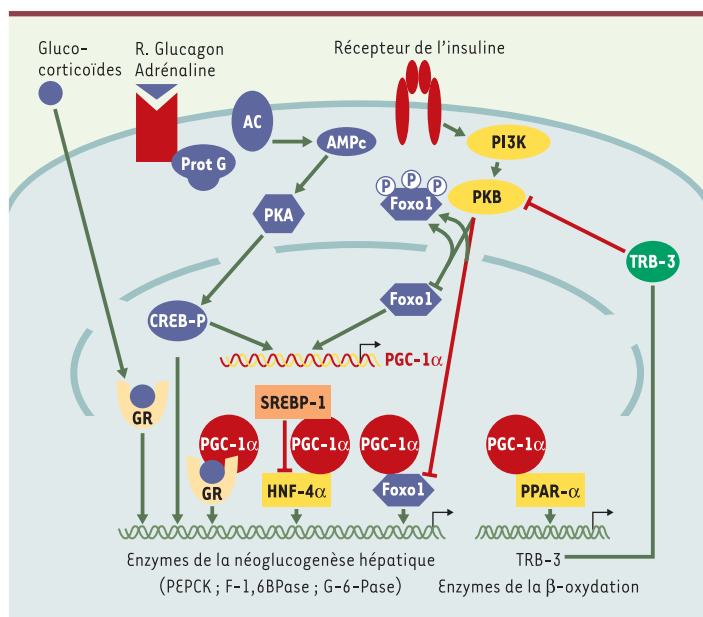 Gluco-
corticoïdes
R. Glucagon
Adrénaline
Récepteur de l'insuline
AC
AMPc
Prot G
PI3K
P P P
Foxo1
PKB
PKA
TRB-3
CREB-P
Foxo1
PGC-1α
SREBP-1
GR
PGC-1α
PGC-1α
PGC-1α
PGC-1α
GR
HNF-4α
Foxo1
PPAR-α
Enzymes de la néoglucogenèse hépatique
(PEPCK ; F-1,6BPase ; G-6-Pase)
TRB-3
Enzymes de la β-oxydation